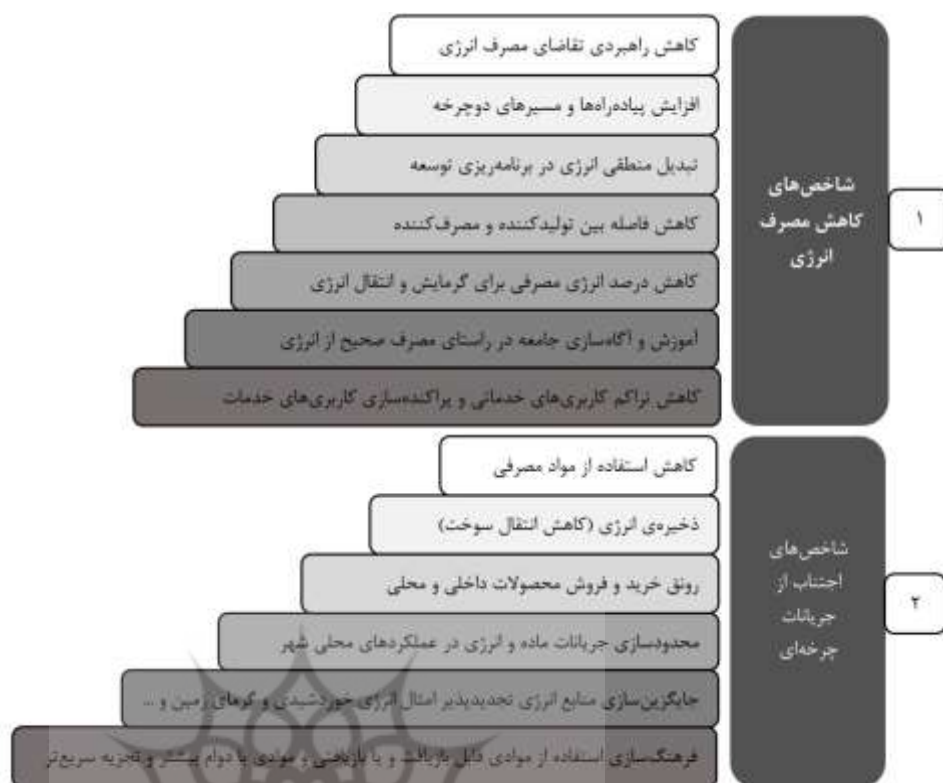 ۱
شاخص‌های
کاهش مصرف
انرژی
کاهش راهبردی تقاضای مصرف انرژی
افزایش پیاده‌راه‌ها و مسیرهای دوچرخه
تبدیل منطقی انرژی در برنامه‌ریزی توسعه
کاهش فاصله بین تولیدکننده و مصرف‌کننده
کاهش درصد انرژی مصرفی برای گرمایش و انتقال انرژی
آموزش و آگاه‌سازی جامعه در راستای مصرف صحیح از انرژی
کاهش تراکم کاربری‌های خدماتی و پراکنده‌سازی کاربری‌های خدمات
۲
شاخص‌های
اجتناب از
جریانات
چرخه‌ای
کاهش استفاده از مواد مصرفی
ذخیره‌ی انرژی (کاهش انتقال سوخت)
رونق خرید و فروش محصولات داخلی و محلی
محدودسازی جریانات ماده و انرژی در عملکردهای محلی شهر
جایگزین‌سازی منابع انرژی تجدیدپذیر امثال انرژی خورشیدی و گرمای زمین و ...
فرهنگ‌سازی استفاده از موادی قابل بازیافت و یا بازیافتی و موادی با دوام بیشتر و تجزیه سریع‌تر